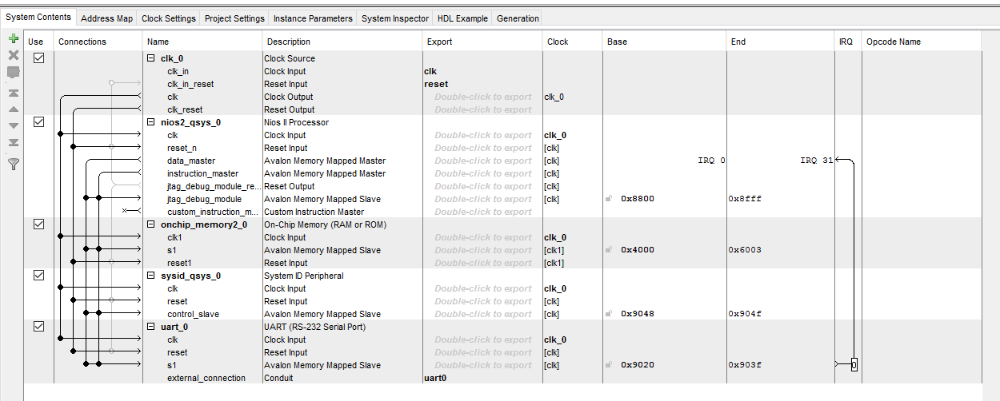 System Contents Address Map Clock Settings Project Settings Instance Parameters System Inspector HDL Example Generation
Use Connections Name Description Export Clock Base End IRQ Opcode Name
clk_0 Clock Source
clk_in Clock Input clk
clk_in_reset Reset Input reset
clk Clock Output Double-click to export clk_0
clk_reset Reset Output Double-click to export
nios2_qsys_0 Nios II Processor
clk Clock Input Double-click to export clk_0
reset_n Reset Input Double-click to export [clk]
data_master Avalon Memory Mapped Master Double-click to export [clk] IRQ 0 IRQ 31
instruction_master Avalon Memory Mapped Master Double-click to export [clk]
jtag_debug_module_re... Reset Output Double-click to export [clk]
jtag_debug_module Avalon Memory Mapped Slave Double-click to export [clk] 0x8800 0x8fff
custom_instruction_m... Custom Instruction Master Double-click to export
onchip_memory2_0 On-Chip Memory (RAM or ROM)
clk1 Clock Input Double-click to export clk_0
s1 Avalon Memory Mapped Slave Double-click to export [clk1] 0x4000 0x6003
reset1 Reset Input Double-click to export [clk1]
sysid_qsys_0 System ID Peripheral
clk Clock Input Double-click to export clk_0
reset Reset Input Double-click to export [clk]
control_slave Avalon Memory Mapped Slave Double-click to export [clk] 0x9048 0x904f
uart_0 UART (RS-232 Serial Port)
clk Clock Input Double-click to export clk_0
reset Reset Input Double-click to export [clk]
s1 Avalon Memory Mapped Slave Double-click to export [clk] 0x9020 0x903f 0
external_connection Conduit uart0